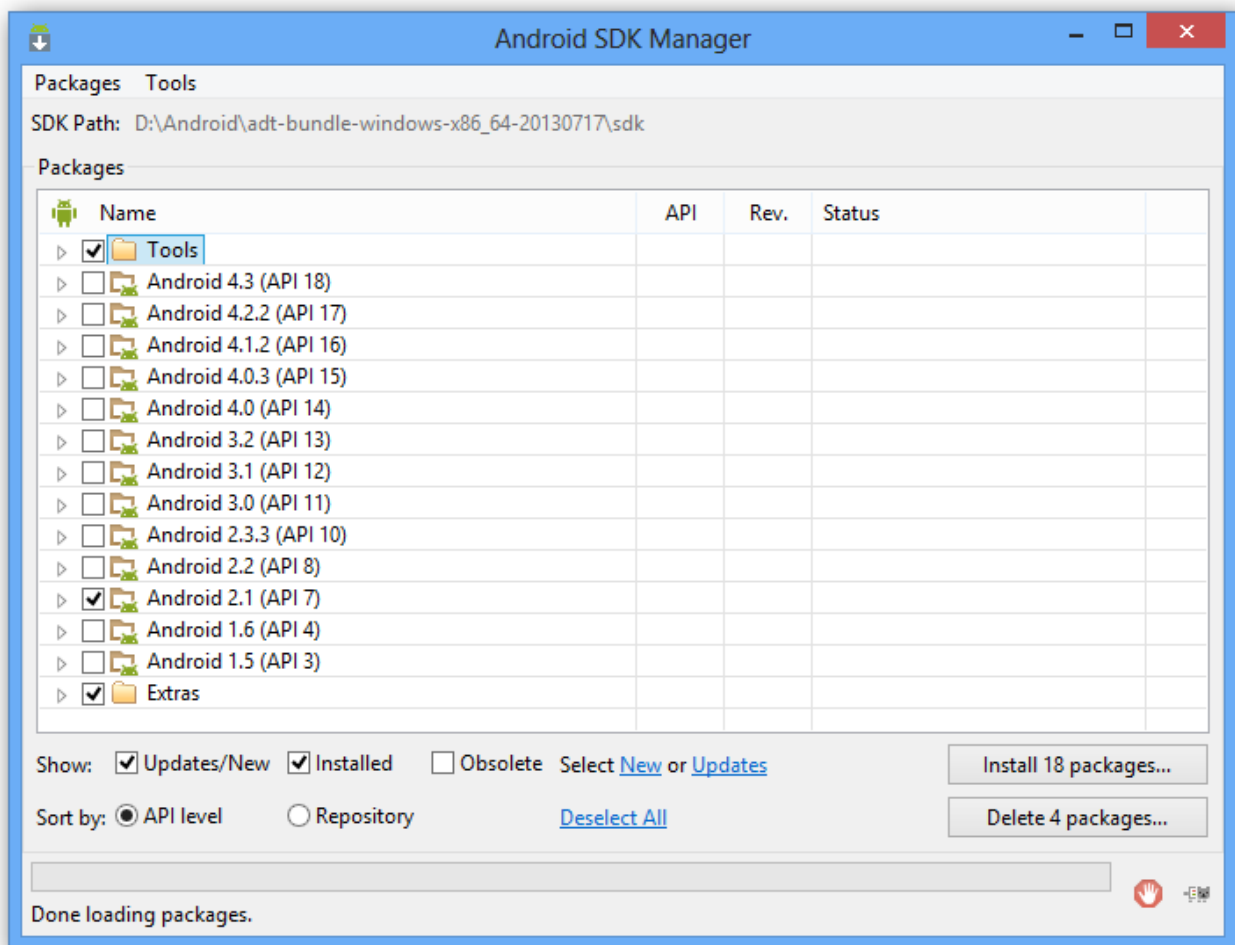 Android SDK Manager
Packages Tools
SDK Path: D:\Android\adt-bundle-windows-x86_64-20130717\sdk
Packages
Name API Rev. Status
Tools
Android 4.3 (API 18)
Android 4.2.2 (API 17)
Android 4.1.2 (API 16)
Android 4.0.3 (API 15)
Android 4.0 (API 14)
Android 3.2 (API 13)
Android 3.1 (API 12)
Android 3.0 (API 11)
Android 2.3.3 (API 10)
Android 2.2 (API 8)
Android 2.1 (API 7)
Android 1.6 (API 4)
Android 1.5 (API 3)
Extras
Show: Updates/New Installed Obsolete Select New or Updates Install 18 packages...
Sort by: API level Repository Deselect All Delete 4 packages...
Done loading packages.